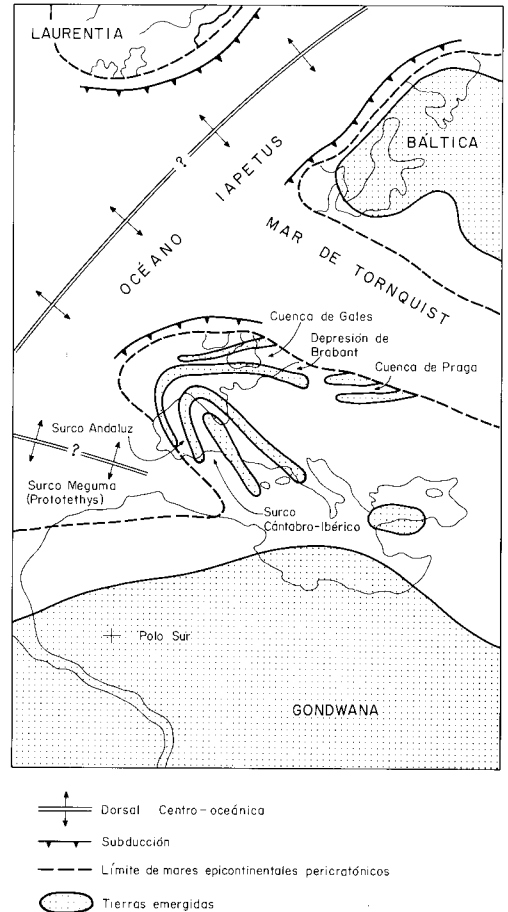 LAURENTIA
BÁLTICA
?
OCÉANO IAPETUS
MAR DE TORNQUIST
Cuenca de Gales
Depresión de
Brabant
Cuenca de Praga
Surco Andaluz
?
Surco Meguma
(Prototethys)
Surco
Cántabro-Ibérico
Polo Sur
GONDWANA
Dorsal Centro-oceánica
Subducción
Límite de mares epicontinentales pericratónicos
Tierras emergidas